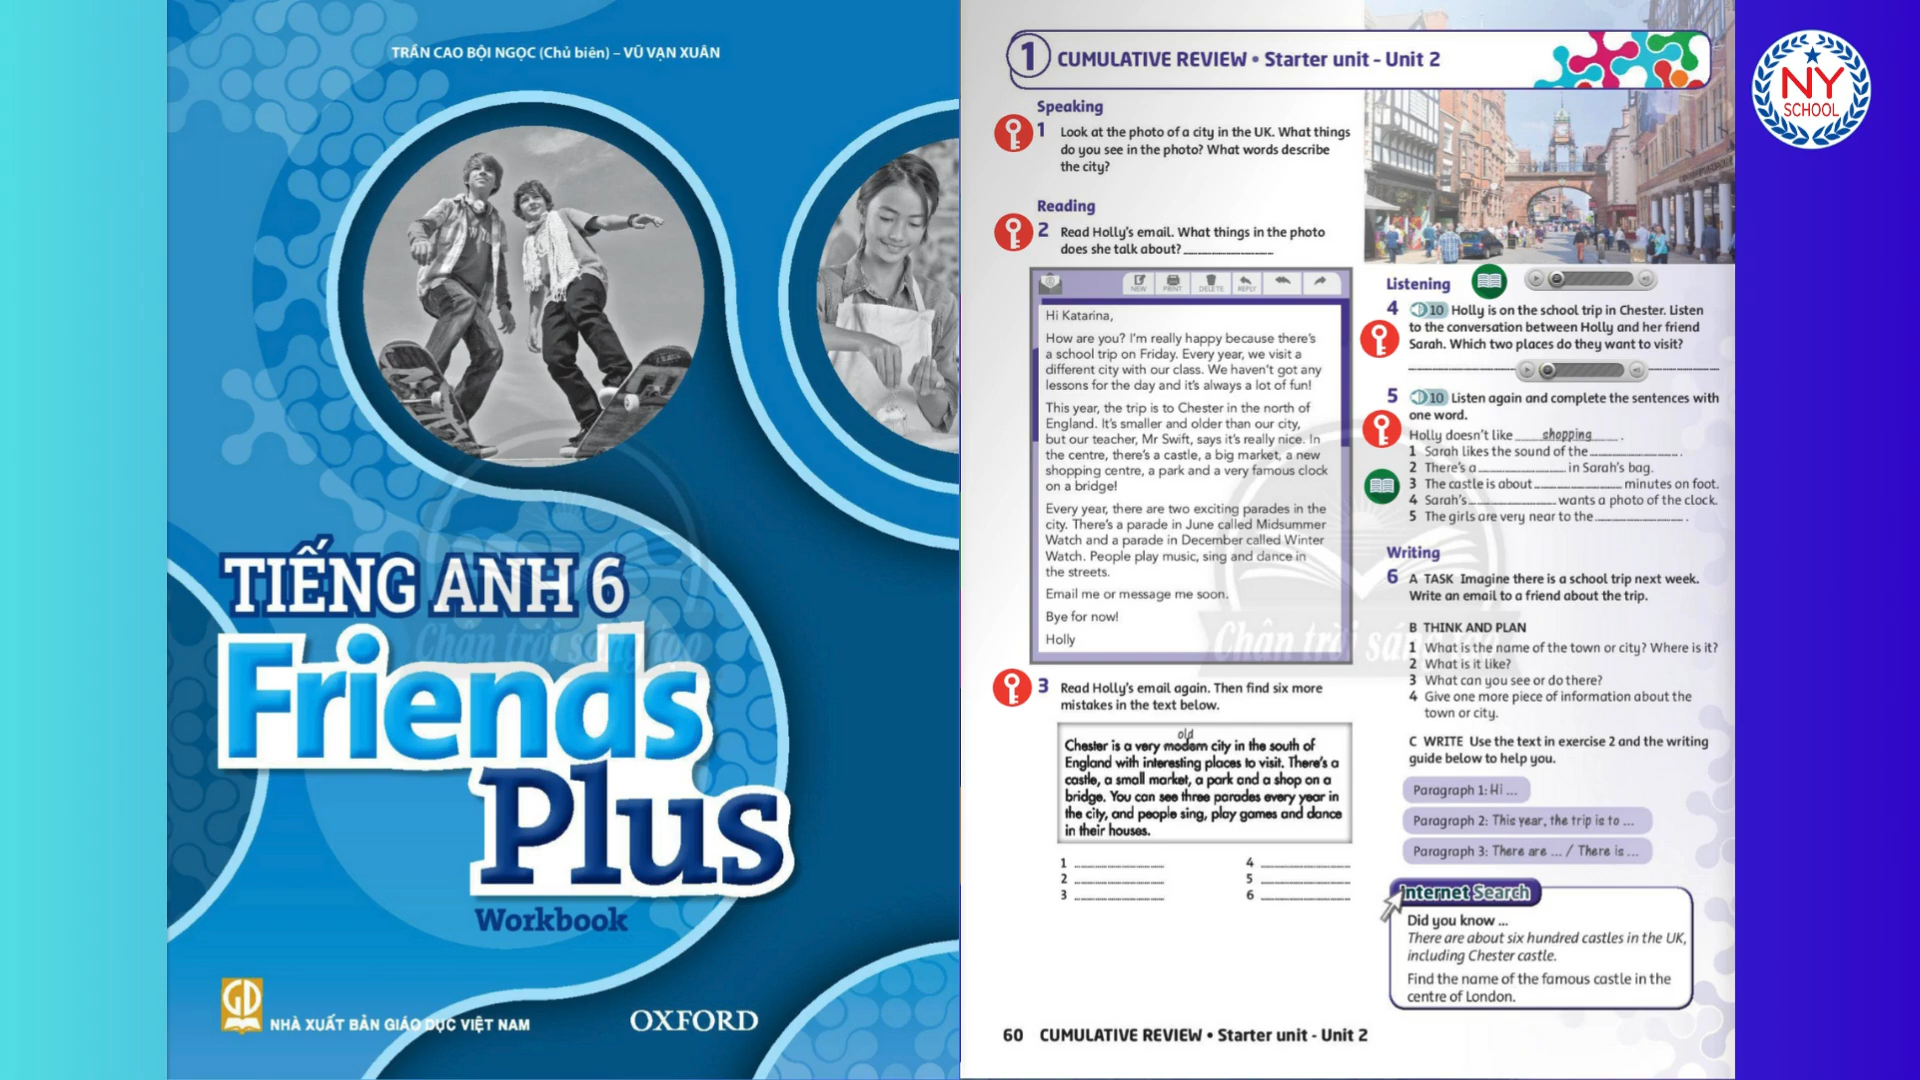 TRẦN CAO BỘI NGỌC (Chủ biên) – VŨ VẠN XUÂN
TIẾNG ANH 6
Friends
Plus
Workbook
NHÀ XUẤT BẢN GIÁO DỤC VIỆT NAM
OXFORD
Chân trời sáng tạo
1 CUMULATIVE REVIEW • Starter unit – Unit 2
Speaking
1 Look at the photo of a city in the UK. What things
do you see in the photo? What words describe
the city?
Reading
2 Read Holly's email. What things in the photo
does she talk about?
NEW PRINT DELETE REPLY
Hi Katarina,
How are you? I'm really happy because there's
a school trip on Friday. Every year, we visit a
different city with our class. We haven't got any
lessons for the day and it's always a lot of fun!
This year, the trip is to Chester in the north of
England. It's smaller and older than our city,
but our teacher, Mr Swift, says it's really nice. In
the centre, there's a castle, a big market, a new
shopping centre, a park and a very famous clock
on a bridge!
Every year, there are two exciting parades in the
city. There's a parade in June called Midsummer
Watch and a parade in December called Winter
Watch. People play music, sing and dance in
the streets.
Email me or message me soon.
Bye for now!
Holly
3 Read Holly's email again. Then find six more
mistakes in the text below.
old
Chester is a very modern city in the south of
England with interesting places to visit. There's a
castle, a small market, a park and a shop on a
bridge. You can see three parades every year in
the city, and people sing, play games and dance
in their houses.
1 4
2 5
3 6
Listening
4 10 Holly is on the school trip in Chester. Listen
to the conversation between Holly and her friend
Sarah. Which two places do they want to visit?
5 10 Listen again and complete the sentences with
one word.
Holly doesn't like shopping .
1 Sarah likes the sound of the .
2 There's a in Sarah's bag.
3 The castle is about minutes on foot.
4 Sarah's wants a photo of the clock.
5 The girls are very near to the .
Writing
6 A TASK Imagine there is a school trip next week.
Write an email to a friend about the trip.
B THINK AND PLAN
1 What is the name of the town or city? Where is it?
2 What is it like?
3 What can you see or do there?
4 Give one more piece of information about the
town or city.
C WRITE Use the text in exercise 2 and the writing
guide below to help you.
Paragraph 1: Hi ...
Paragraph 2: This year, the trip is to ...
Paragraph 3: There are ... / There is ...
Internet Search
Did you know ...
There are about six hundred castles in the UK,
including Chester castle.
Find the name of the famous castle in the
centre of London.
Chân trời sáng tạo
60 CUMULATIVE REVIEW • Starter unit - Unit 2
NY
SCHOOL